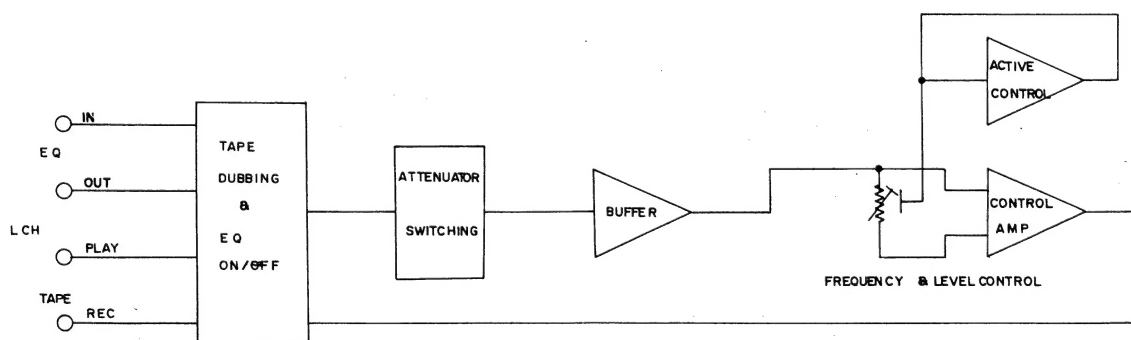 IN
EQ
OUT
LCH
PLAY
TAPE
REC
TAPE
DUBBING
&
EQ
ON/OFF
ATTENUATOR
SWITCHING
BUFFER
ACTIVE
CONTROL
CONTROL
AMP
FREQUENCY & LEVEL CONTROL